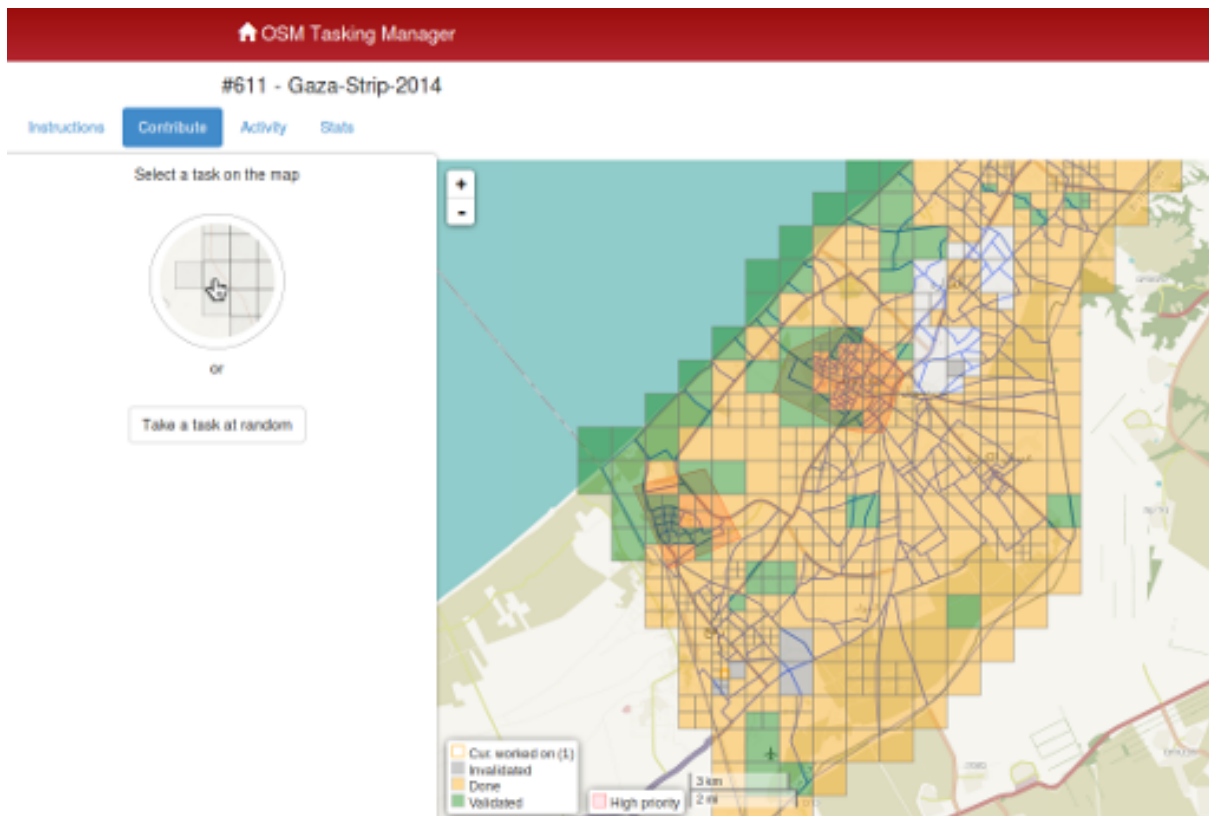 OSM Tasking Manager
#611 - Gaza-Strip-2014
Instructions Contribute Activity Stats
Select a task on the map
+
-
or
Take a task at random
Cur. worked on (1)
Invalidated
Done
Validated
High priority
3 km
2 mi